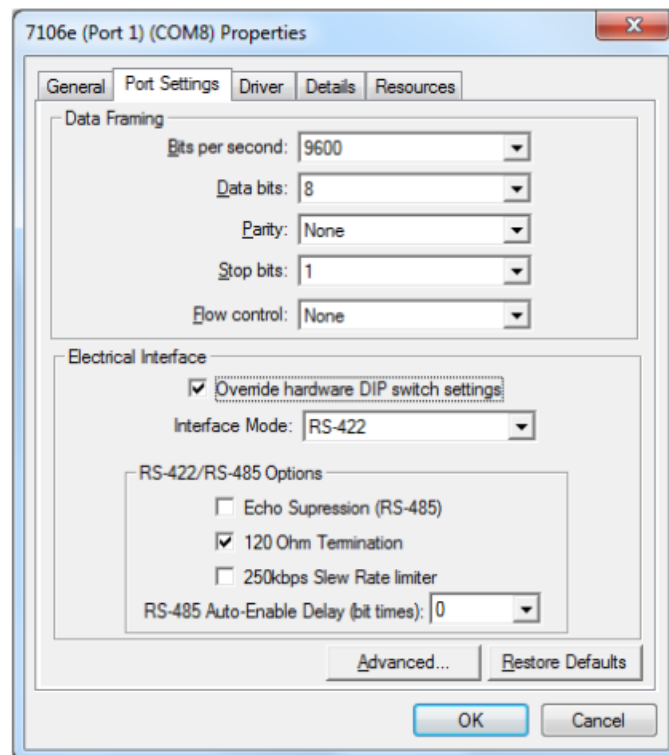 7106e (Port 1) (COM8) Properties
General Port Settings Driver Details Resources
Data Framing
Bits per second: 9600
Data bits: 8
Parity: None
Stop bits: 1
Flow control: None
Electrical Interface
Override hardware DIP switch settings
Interface Mode: RS-422
RS-422/RS-485 Options
Echo Supression (RS-485)
120 Ohm Termination
250kbps Slew Rate limiter
RS-485 Auto-Enable Delay (bit times): 0
Advanced... Restore Defaults
OK Cancel